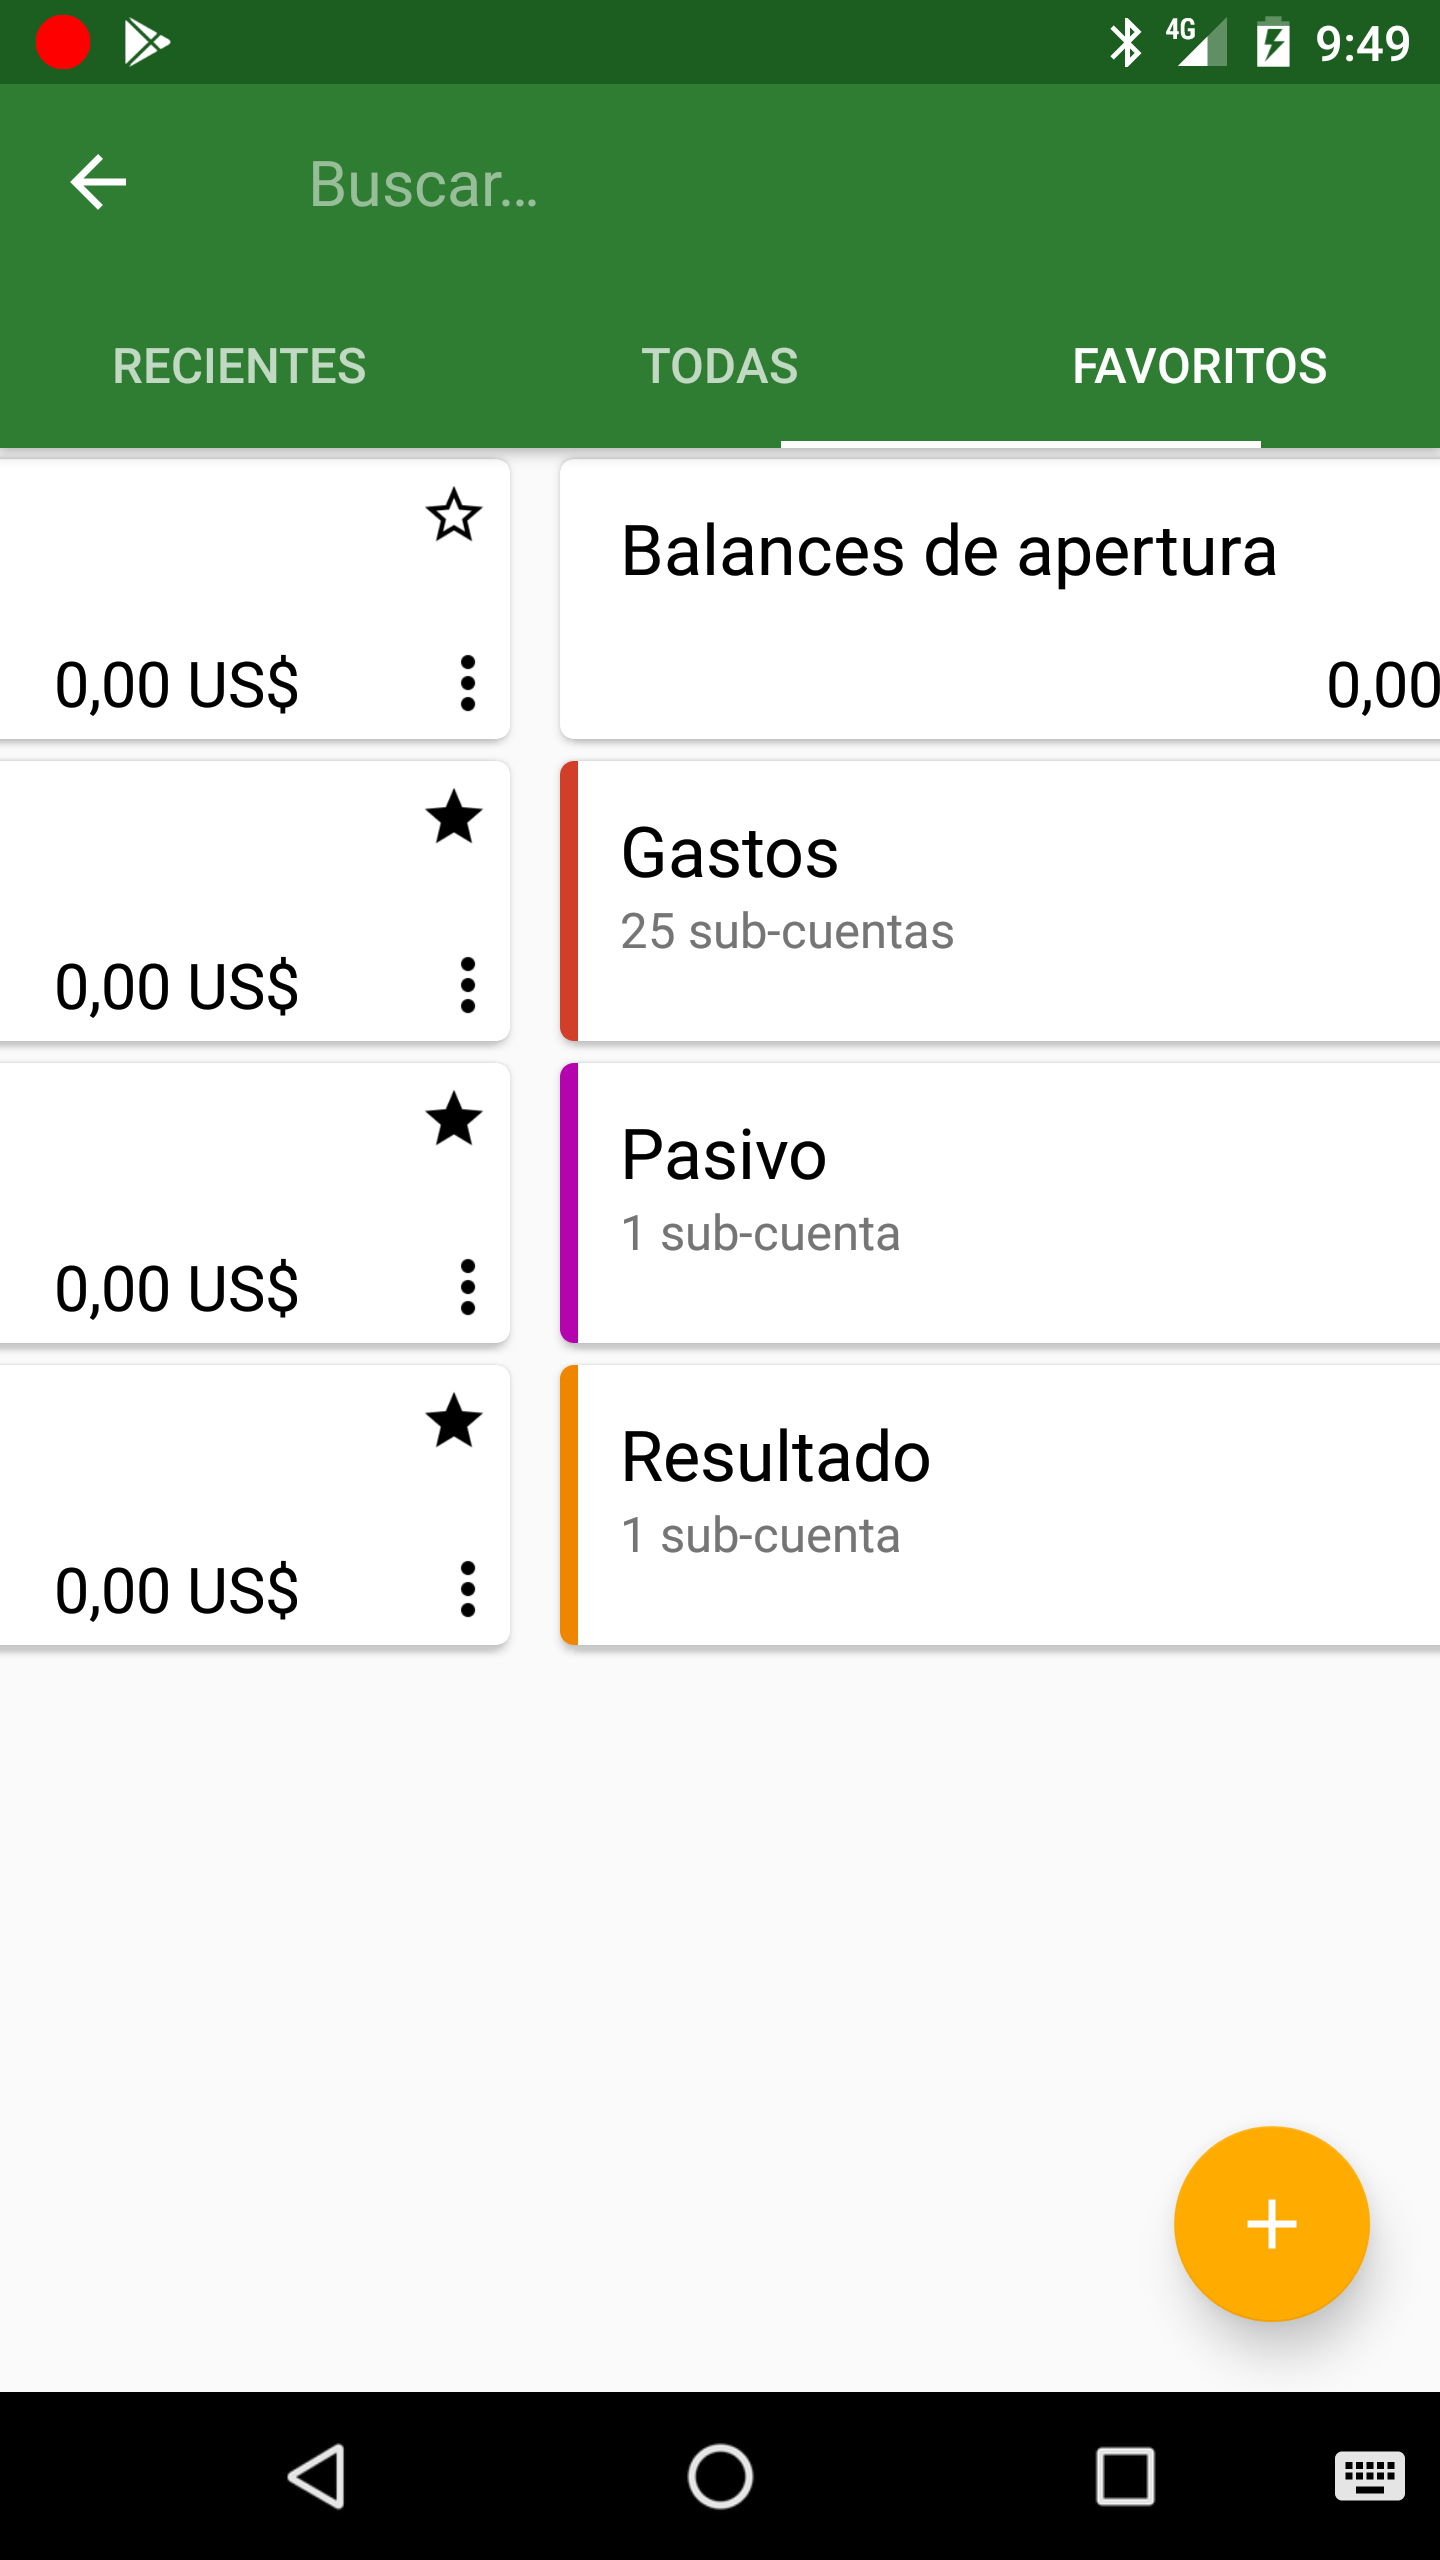 4G 9:49
Buscar...
RECIENTES TODAS FAVORITOS
Balances de apertura
0,00 US$ 0,00
Gastos
25 sub-cuentas
0,00 US$
Pasivo
1 sub-cuenta
0,00 US$
Resultado
1 sub-cuenta
0,00 US$